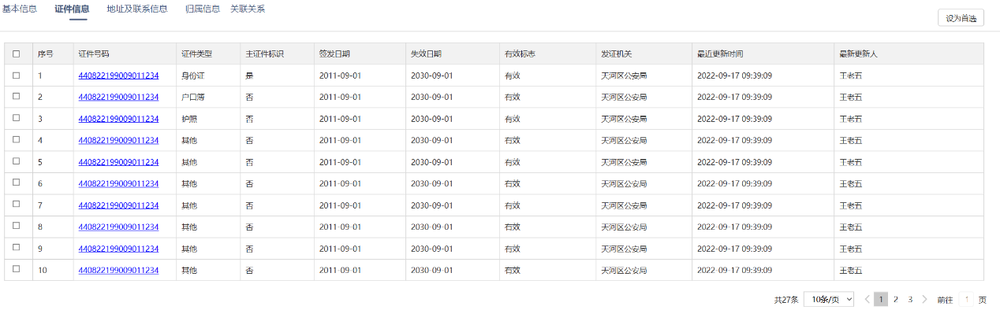 基本信息 证件信息 地址及联系信息 归属信息 关联关系
设为首选
序号 证件号码 证件类型 主证件标识 签发日期 失效日期 有效标志 发证机关 最近更新时间 最新更新人
1 440822199009011234 身份证 是 2011-09-01 2030-09-01 有效 天河区公安局 2022-09-17 09:39:09 王老五
2 440822199009011234 户口簿 否 2011-09-01 2030-09-01 有效 天河区公安局 2022-09-17 09:39:09 王老五
3 440822199009011234 护照 否 2011-09-01 2030-09-01 有效 天河区公安局 2022-09-17 09:39:09 王老五
4 440822199009011234 其他 否 2011-09-01 2030-09-01 有效 天河区公安局 2022-09-17 09:39:09 王老五
5 440822199009011234 其他 否 2011-09-01 2030-09-01 有效 天河区公安局 2022-09-17 09:39:09 王老五
6 440822199009011234 其他 否 2011-09-01 2030-09-01 有效 天河区公安局 2022-09-17 09:39:09 王老五
7 440822199009011234 其他 否 2011-09-01 2030-09-01 有效 天河区公安局 2022-09-17 09:39:09 王老五
8 440822199009011234 其他 否 2011-09-01 2030-09-01 有效 天河区公安局 2022-09-17 09:39:09 王老五
9 440822199009011234 其他 否 2011-09-01 2030-09-01 有效 天河区公安局 2022-09-17 09:39:09 王老五
10 440822199009011234 其他 否 2011-09-01 2030-09-01 有效 天河区公安局 2022-09-17 09:39:09 王老五
共27条 10条/页 1 2 3 前往 1 页